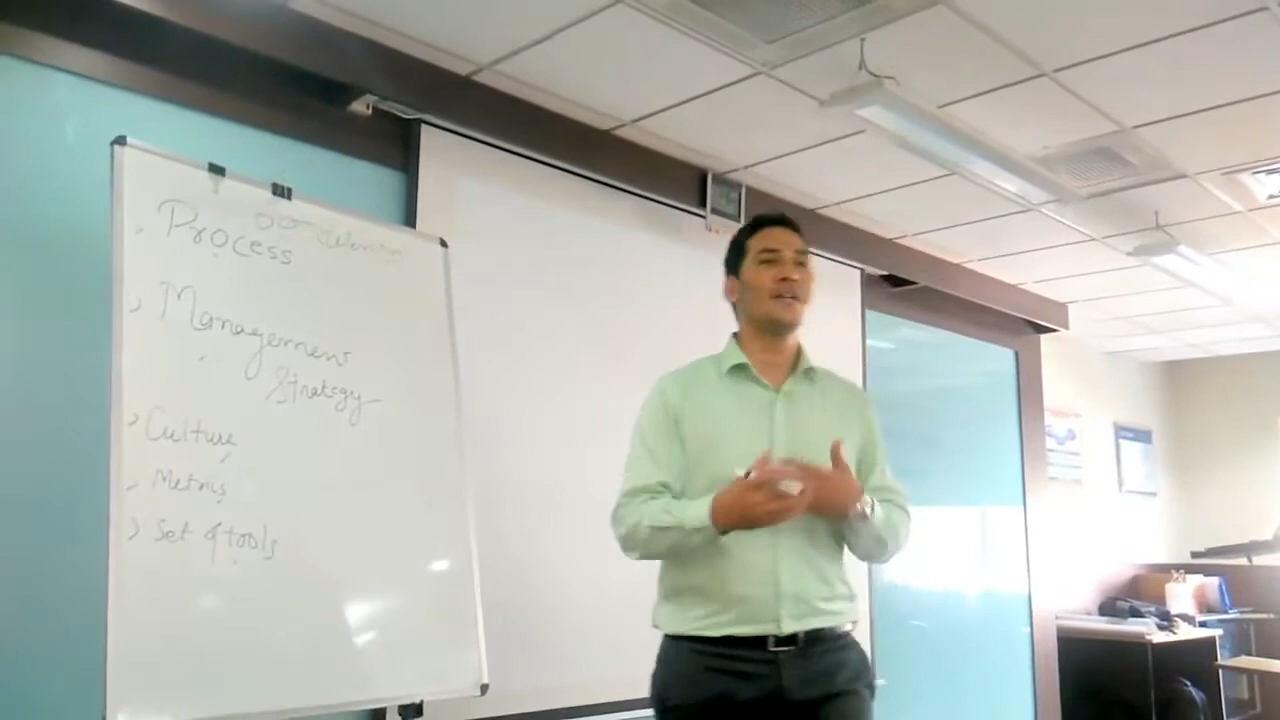 Process
Management
Strategy
Culture
Metrics
Set of tools